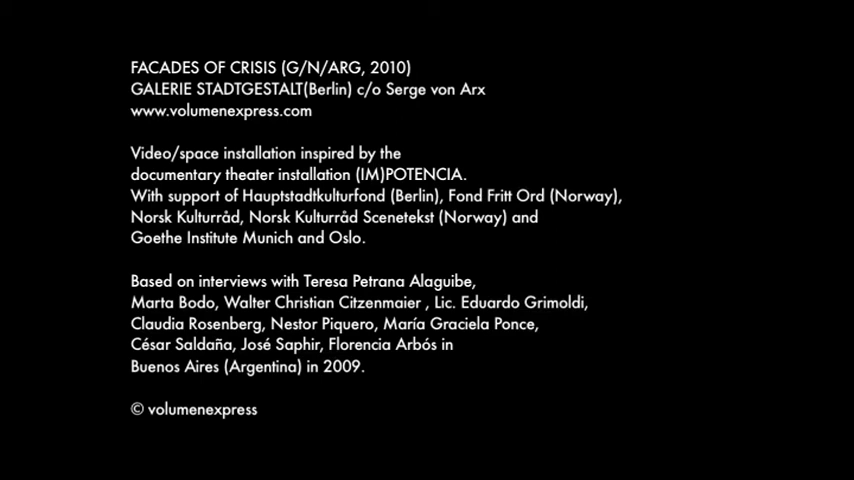 FACADES OF CRISIS (G/N/ARG, 2010)
GALERIE STADTGESTALT(Berlin) c/o Serge von Arx
www.volumenexpress.com
Video/space installation inspired by the
documentary theater installation (IM)POTENCIA.
With support of Hauptstadtkulturfond (Berlin), Fond Fritt Ord (Norway),
Norsk Kulturråd, Norsk Kulturråd Scenetekst (Norway) and
Goethe Institute Munich and Oslo.
Based on interviews with Teresa Petrana Alaguibe,
Marta Bodo, Walter Christian Citzenmaier , Lic. Eduardo Grimoldi,
Claudia Rosenberg, Nestor Piquero, María Graciela Ponce,
César Saldaña, José Saphir, Florencia Arbós in
Buenos Aires (Argentina) in 2009.
© volumenexpress